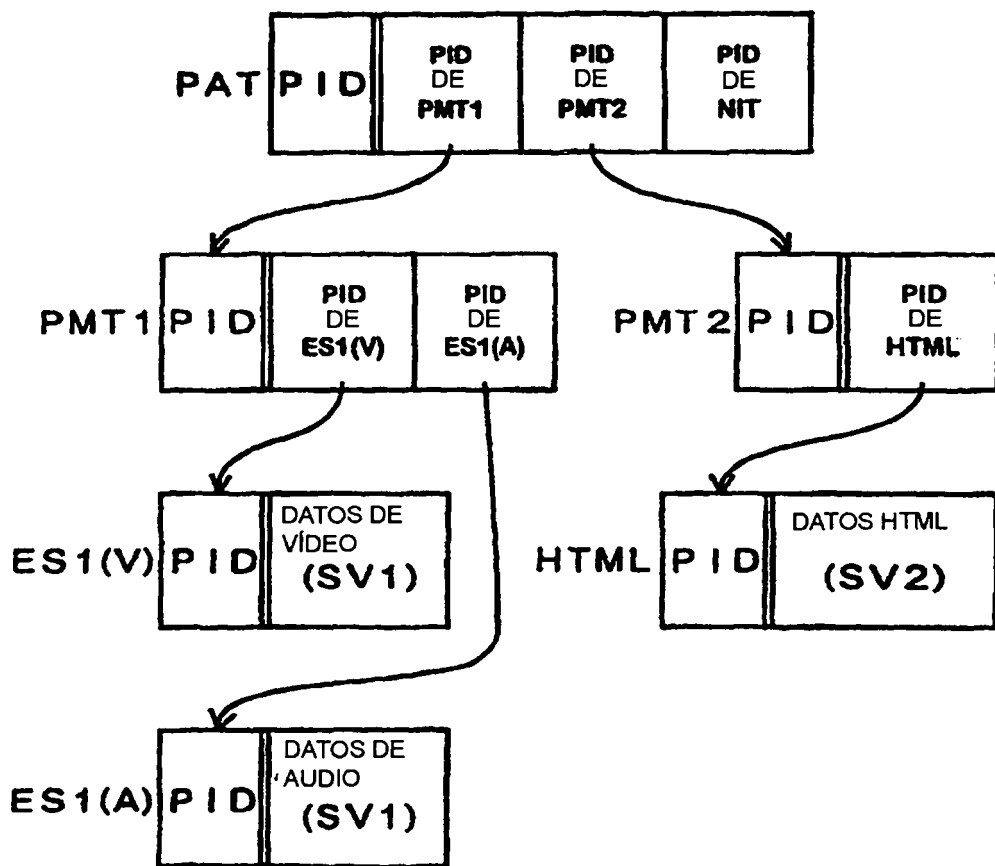 PAT PID PID DE PMT1 PID DE PMT2 PID DE NIT
PMT1 PID PID DE ES1(V) PID DE ES1(A)
PMT2 PID PID DE HTML
ES1(V) PID DATOS DE VÍDEO (SV1)
HTML PID DATOS HTML (SV2)
ES1(A) PID DATOS DE AUDIO (SV1)